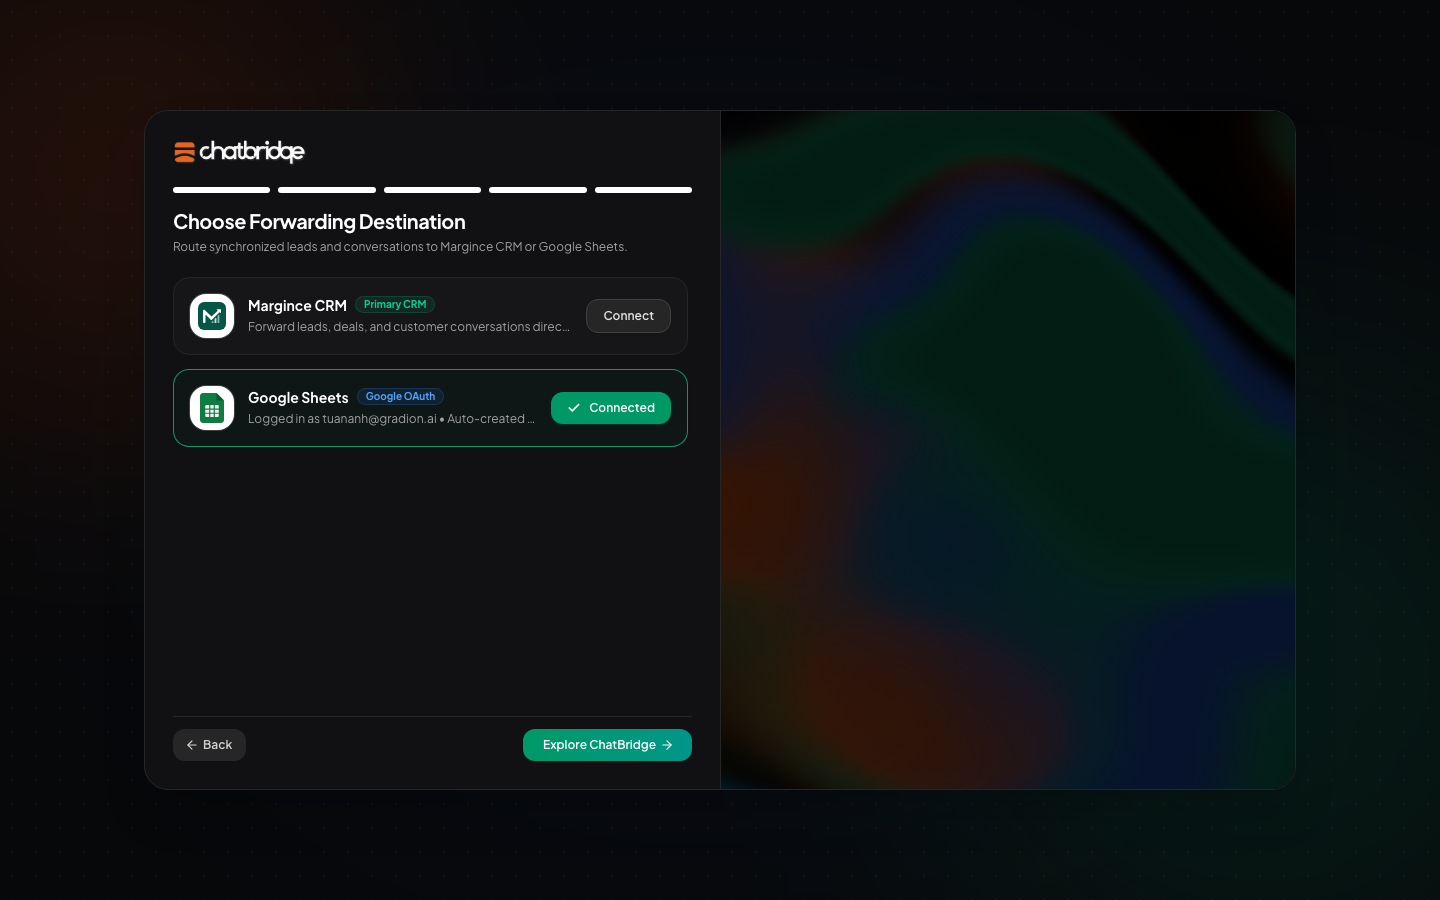 chatbridge
Choose Forwarding Destination
Route synchronized leads and conversations to Margince CRM or Google Sheets.
Margince CRM Primary CRM
Forward leads, deals, and customer conversations direc...
Connect
Google Sheets Google OAuth
Logged in as tuananh@gradion.ai • Auto-created ...
Connected
Back
Explore ChatBridge